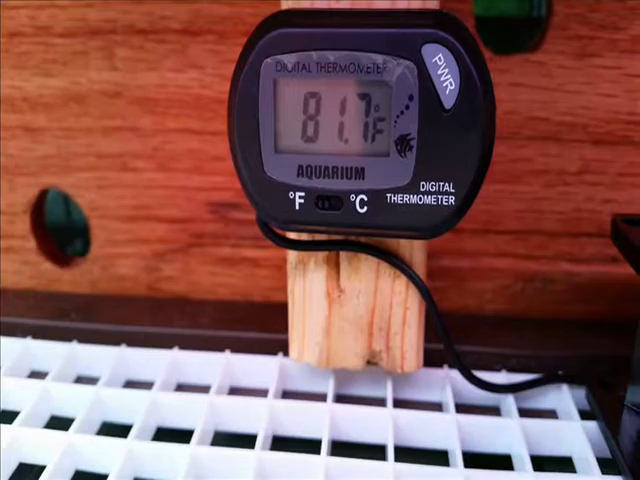 DIGITAL THERMOMETER
PWR
81.7°F
AQUARIUM
°F °C
DIGITAL
THERMOMETER